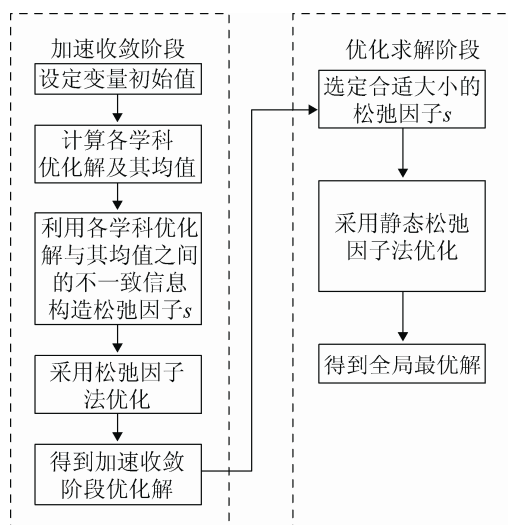 加速收敛阶段
设定变量初始值
计算各学科
优化解及其均值
利用各学科优化
解与其均值之间
的不一致信息
构造松弛因子s
采用松弛因子
法优化
得到加速收敛
阶段优化解
优化求解阶段
选定合适大小的
松弛因子s
采用静态松弛
因子法优化
得到全局最优解